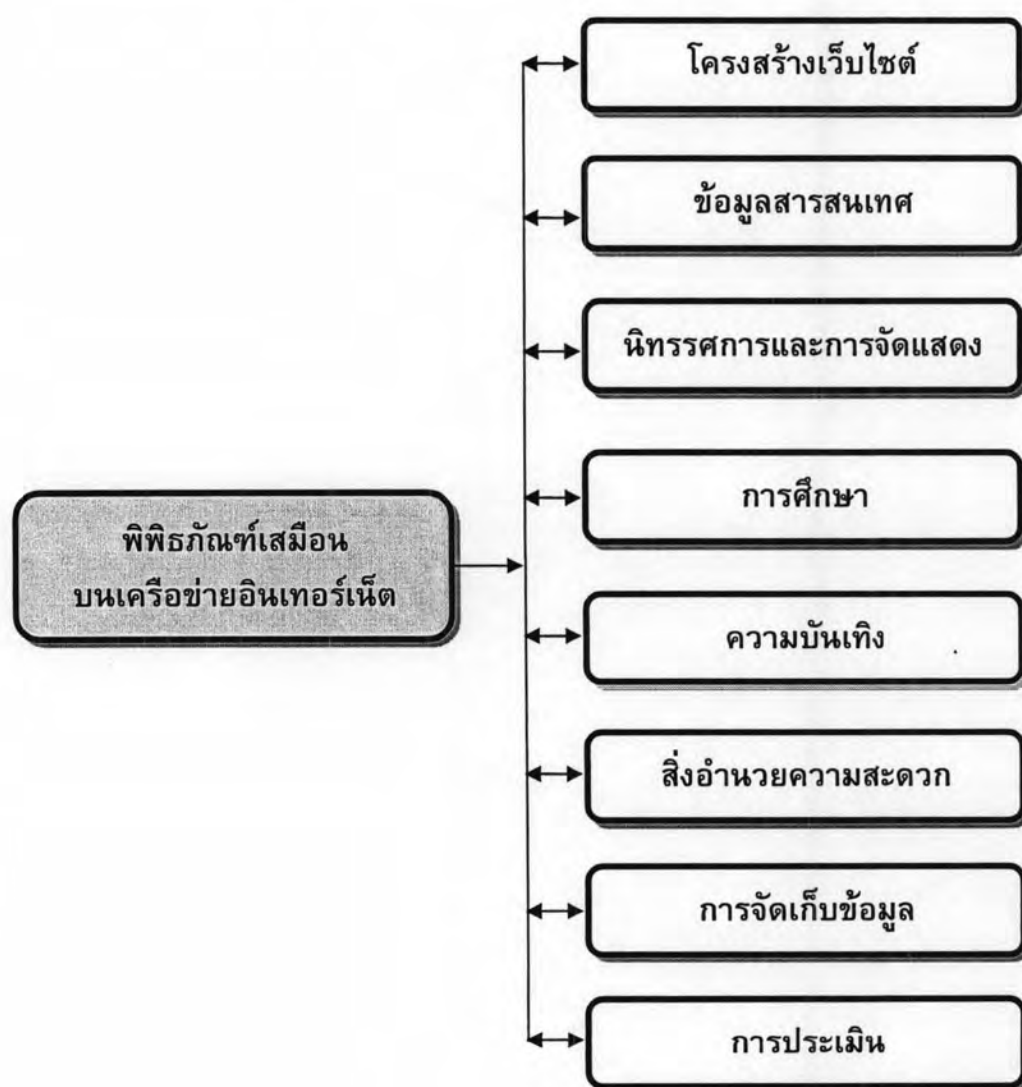 โครงสร้างเว็บไซต์
ข้อมูลสารสนเทศ
นิทรรศการและการจัดแสดง
การศึกษา
พิพิธภัณฑ์เสมือน
บนเครือข่ายอินเทอร์เน็ต
ความบันเทิง
สิ่งอำนวยความสะดวก
การจัดเก็บข้อมูล
การประเมิน